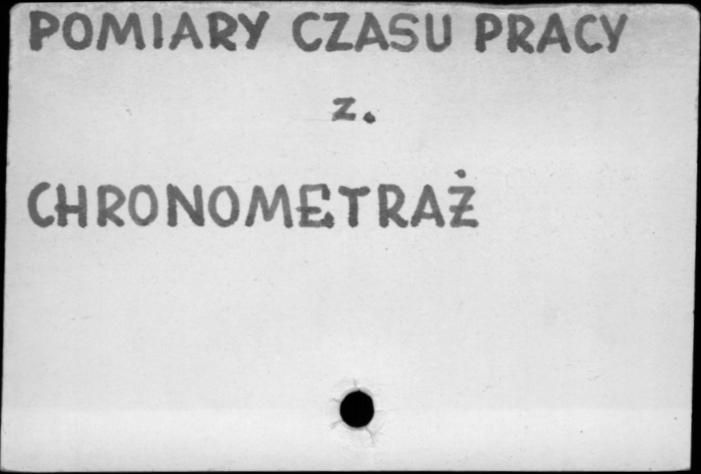 POMIARY CZASU PRACY
z.
CHRONOMETRAŻ